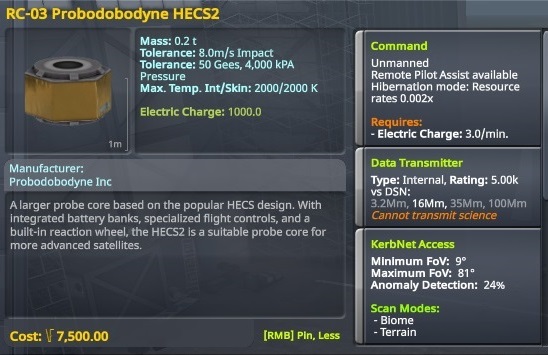 RC-03 Probodobodyne HECS2
Mass: 0.2 t
Tolerance: 8.0m/s Impact
Tolerance: 50 Gees, 4,000 kPA
Pressure
Max. Temp. Int/Skin: 2000/2000 K
Electric Charge: 1000.0
1m
Manufacturer:
Probodobodyne Inc
A larger probe core based on the popular HECS design. With
integrated battery banks, specialized flight controls, and a
built-in reaction wheel, the HECS2 is a suitable probe core for
more advanced satellites.
Cost: 7,500.00
[RMB] Pin, Less
Command
Unmanned
Remote Pilot Assist available
Hibernation mode: Resource
rates 0.002x
Requires:
- Electric Charge: 3.0/min.
Data Transmitter
Type: Internal, Rating: 5.00k
vs DSN:
3.2Mm, 16Mm, 35Mm, 100Mm
Cannot transmit science
KerbNet Access
Minimum FoV: 9°
Maximum FoV: 81°
Anomaly Detection: 24%
Scan Modes:
- Biome
- Terrain